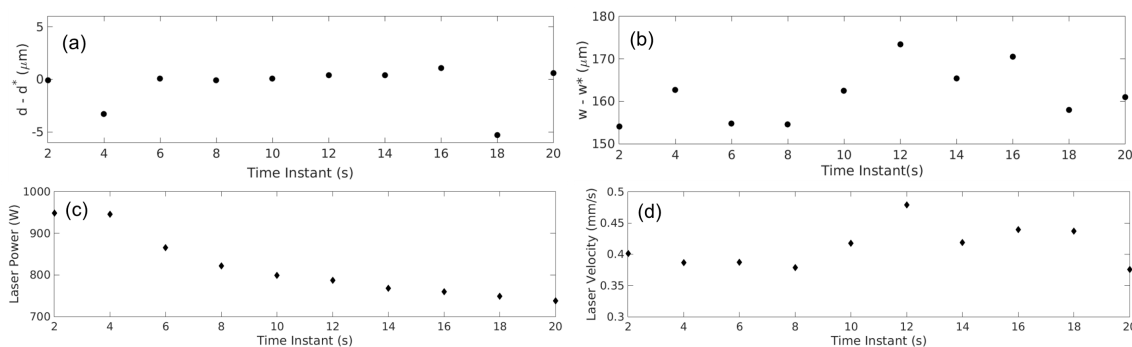 (a)
d - d* (μm)
5
0
-5
2 4 6 8 10 12 14 16 18 20
Time Instant (s)
(b)
w - w* (μm)
180
170
160
150
2 4 6 8 10 12 14 16 18 20
Time Instant(s)
(c)
Laser Power (W)
1000
900
800
700
2 4 6 8 10 12 14 16 18 20
Time Instant (s)
(d)
Laser Velocity (mm/s)
0.5
0.45
0.4
0.35
0.3
2 4 6 8 10 12 14 16 18 20
Time Instant (s)